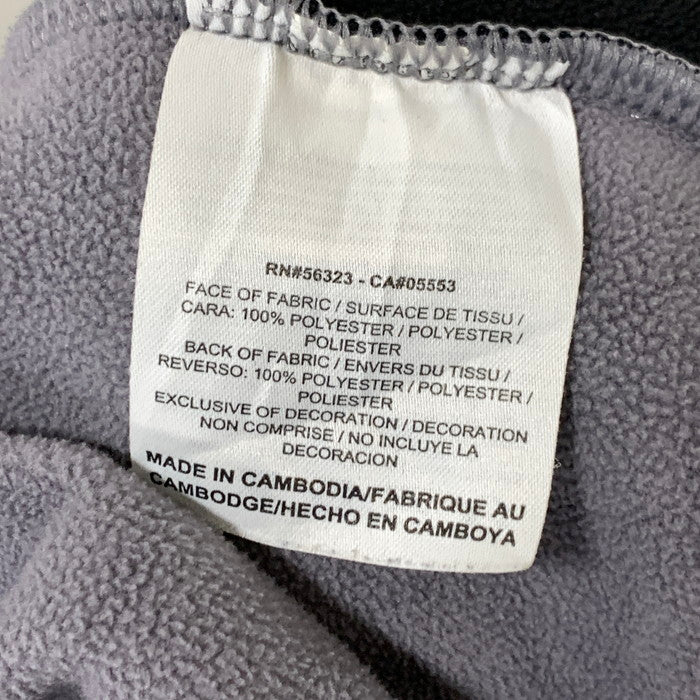 RN#56323 - CA#05553
FACE OF FABRIC / SURFACE DE TISSU /
CARA: 100% POLYESTER / POLYESTER /
POLIESTER
BACK OF FABRIC / ENVERS DU TISSU /
REVERSO: 100% POLYESTER / POLYESTER /
POLIESTER
EXCLUSIVE OF DECORATION / DECORATION
NON COMPRISE / NO INCLUYE LA
DECORACION
MADE IN CAMBODIA/FABRIQUE AU
CAMBODGE/HECHO EN CAMBOYA